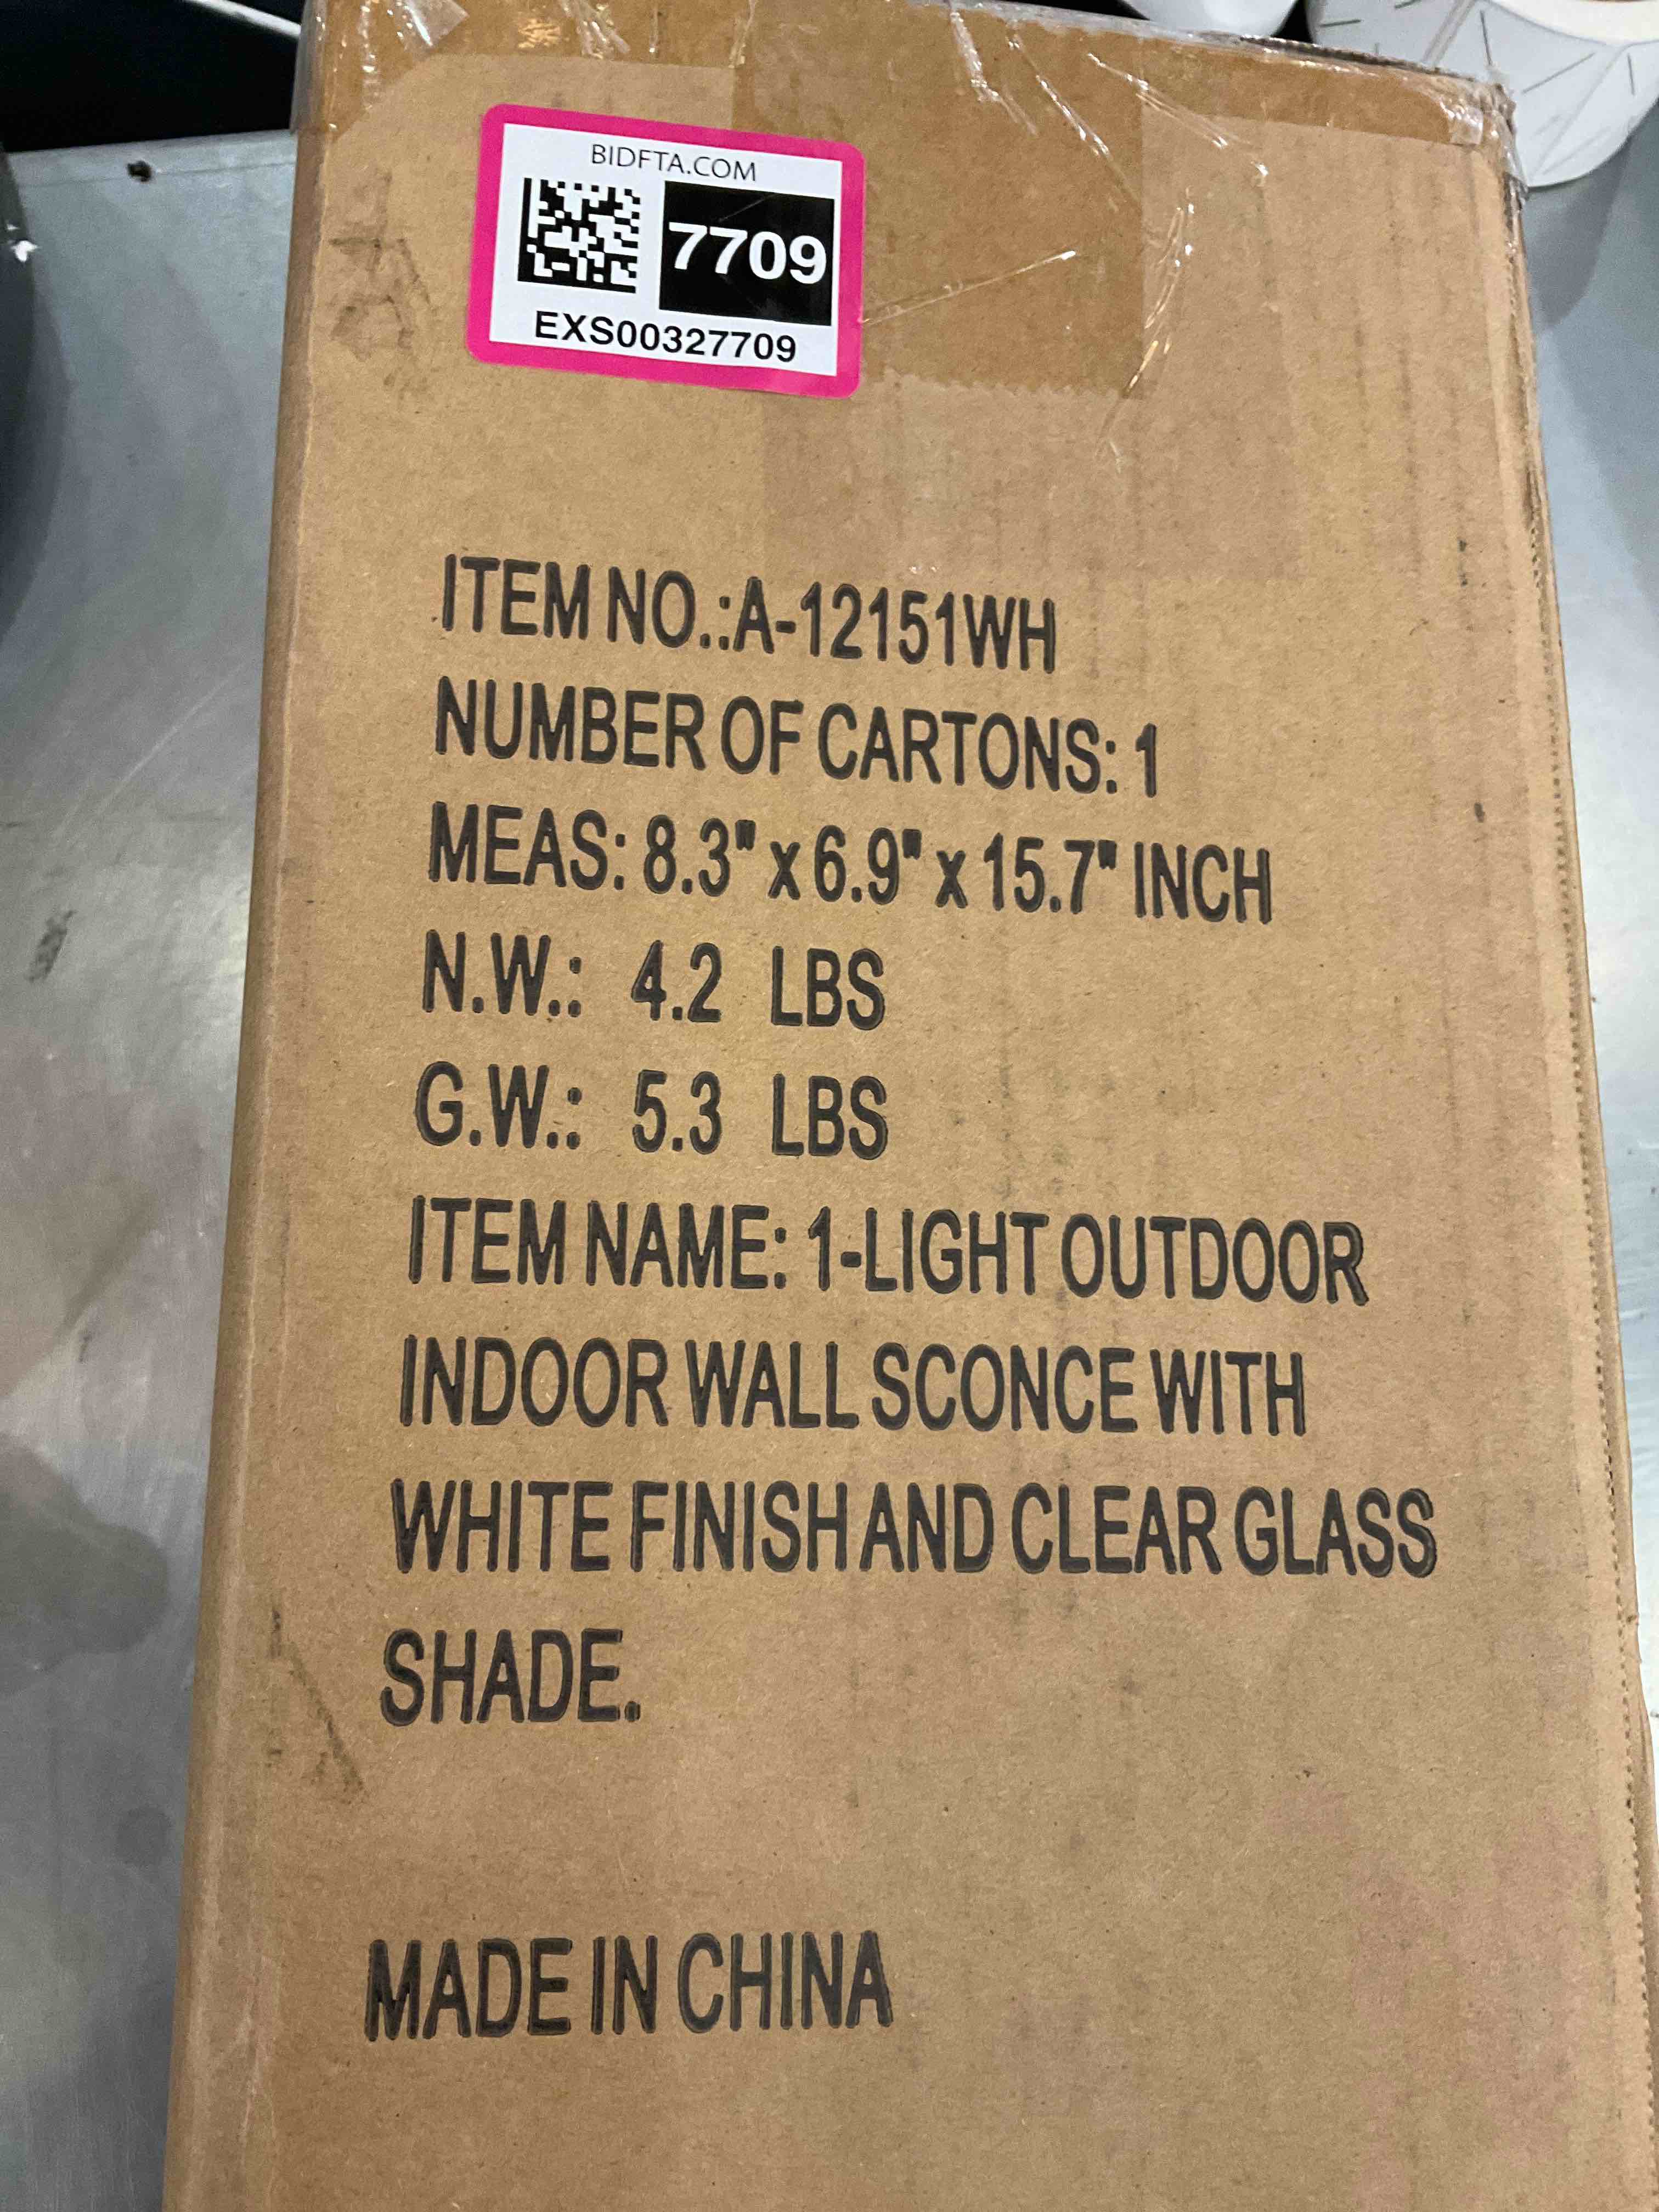 BIDFTA.COM
7709
EXS00327709
ITEM NO.:A-12151WH
NUMBER OF CARTONS: 1
MEAS: 8.3" x 6.9" x 15.7" INCH
N.W.: 4.2 LBS
G.W.: 5.3 LBS
ITEM NAME: 1-LIGHT OUTDOOR
INDOOR WALL SCONCE WITH
WHITE FINISH AND CLEAR GLASS
SHADE.
MADE IN CHINA